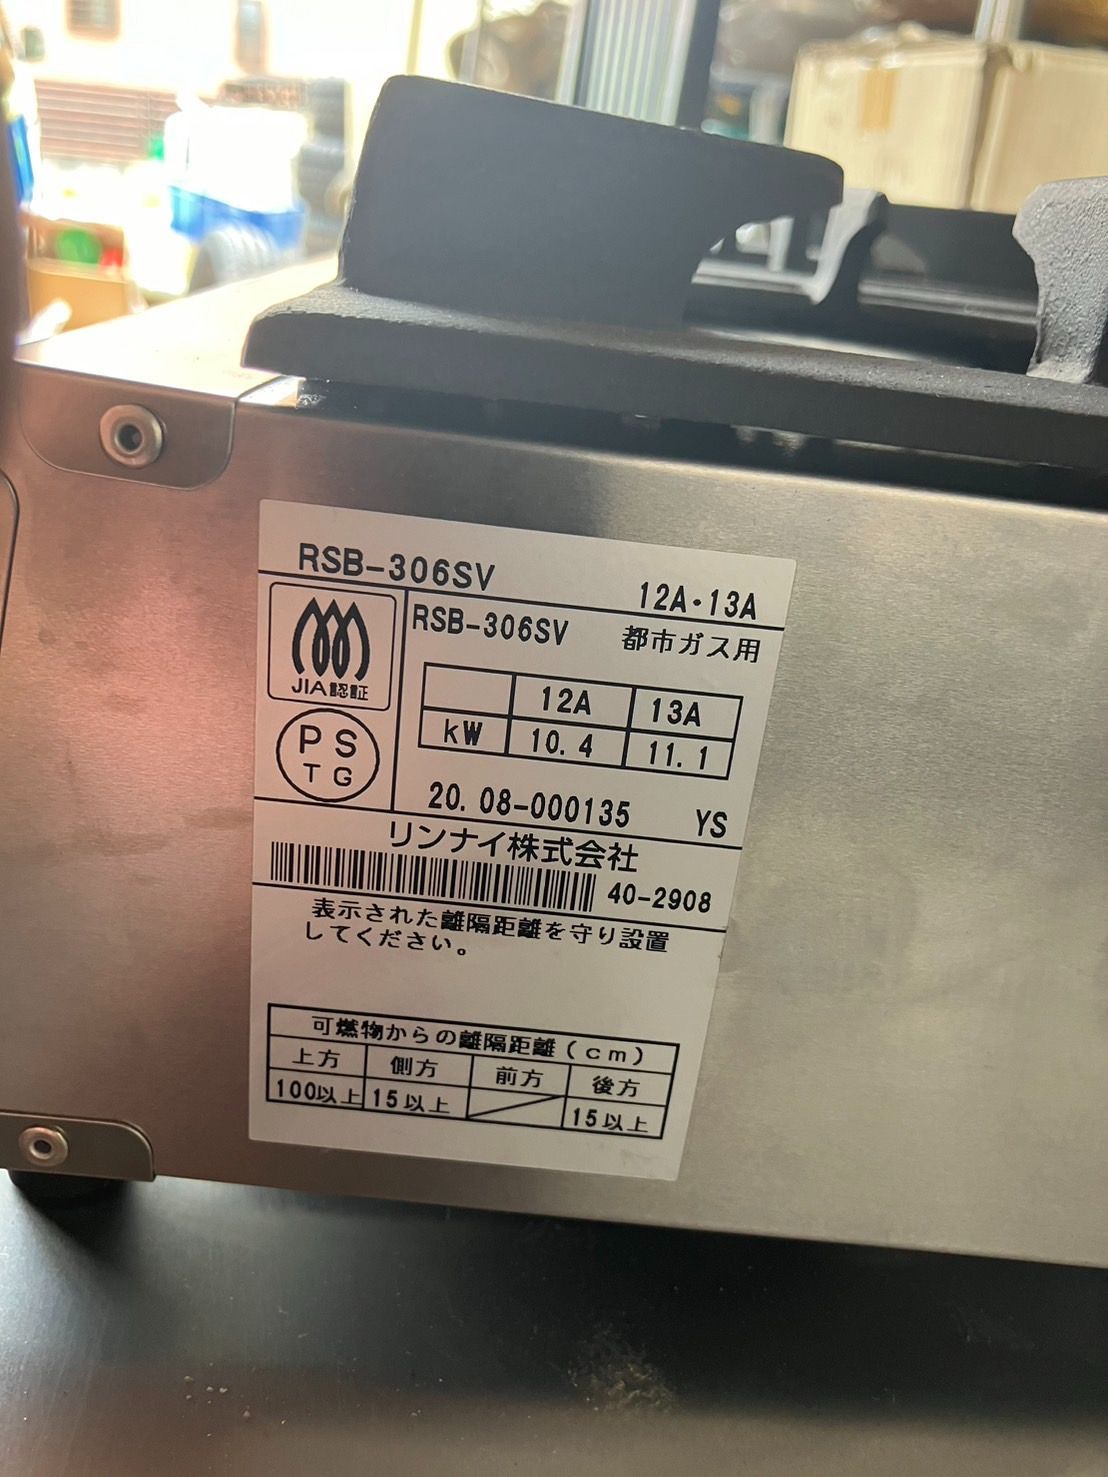 RSB-306SV 12A・13A
JIA認証
RSB-306SV 都市ガス用
12A 13A
kW 10.4 11.1
PS
TG
20.08-000135 YS
リンナイ株式会社
40-2908
表示された離隔距離を守り設置
してください。
可燃物からの離隔距離(cm)
上方 側方 前方 後方
100以上 15以上 15以上